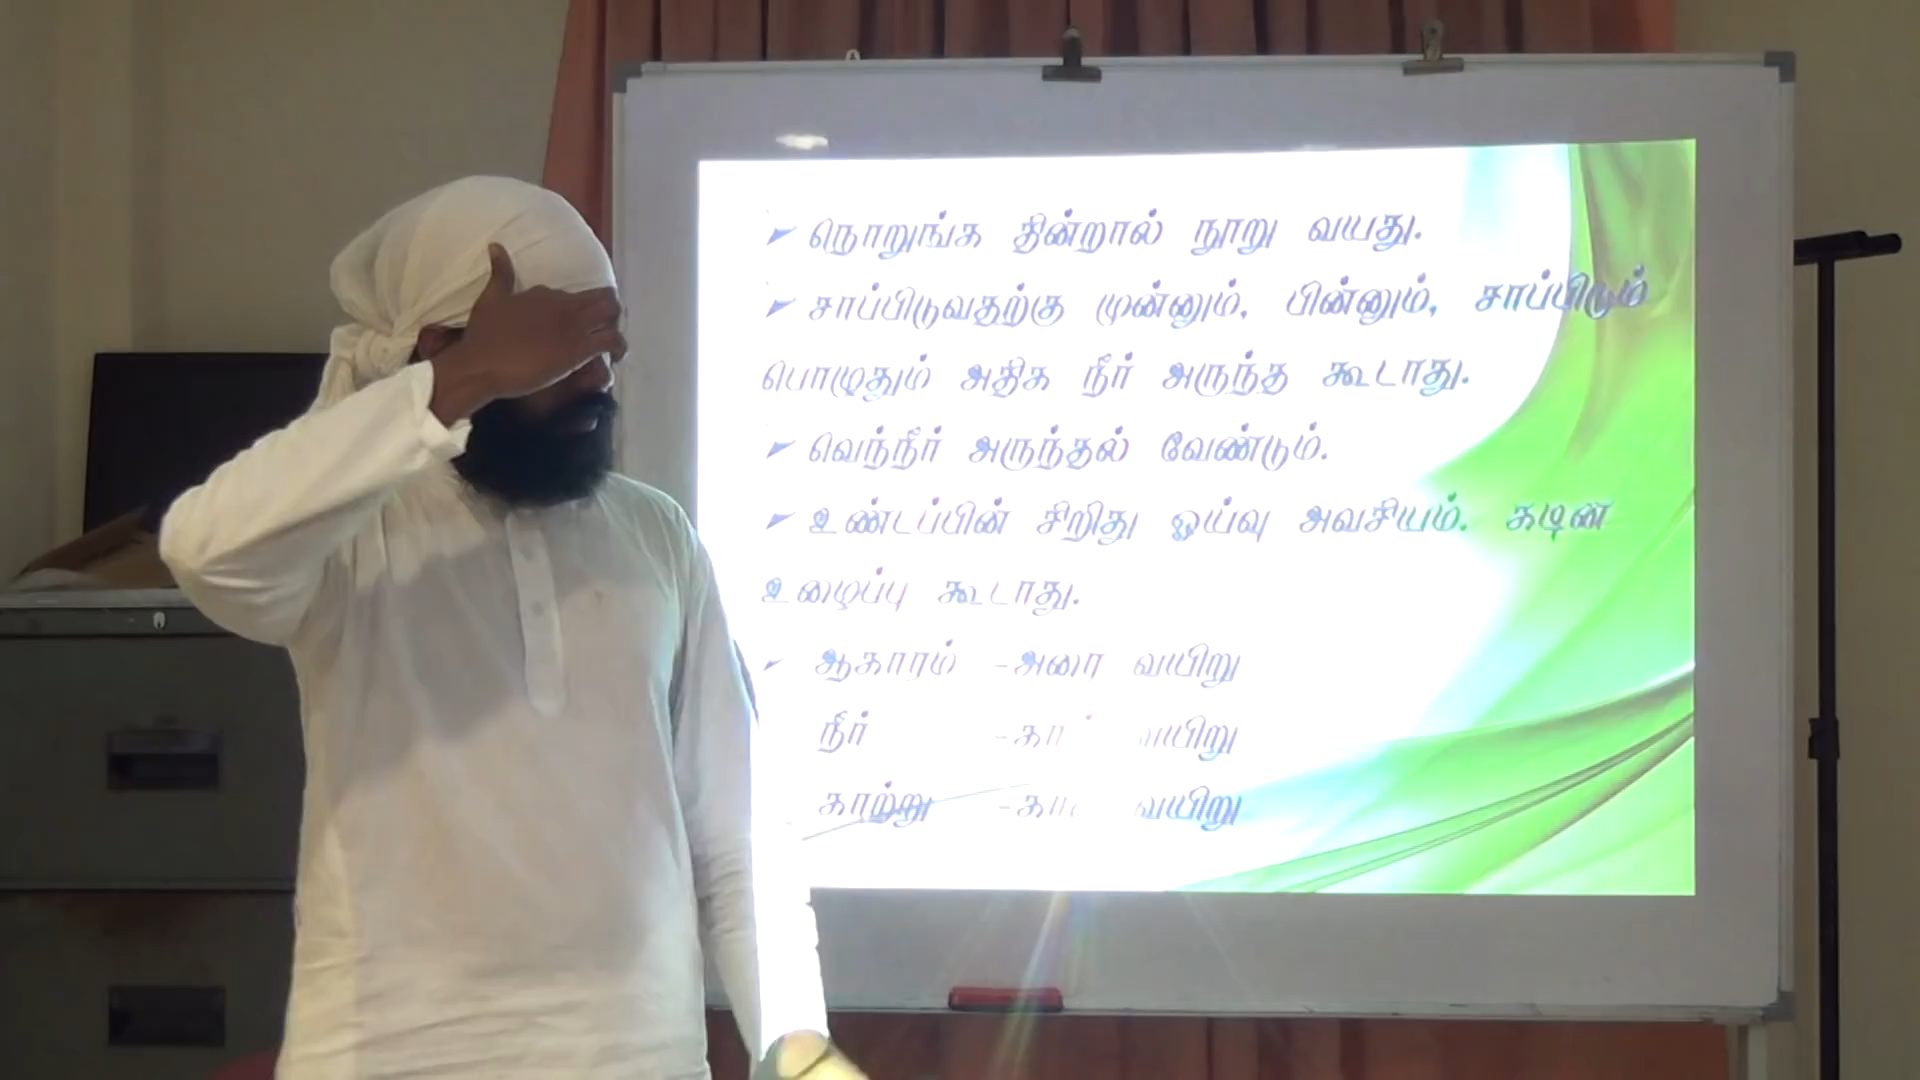 ➢ நொறுங்க தின்றால் நூறு வயது.
➢ சாப்பிடுவதற்கு முன்னும், பின்னும், சாப்பிடும்
பொழுதும் அதிக நீர் அருந்த கூடாது.
➢ வெந்நீர் அருந்தல் வேண்டும்.
➢ உண்டப்பின் சிறிது ஓய்வு அவசியம். கடின
உழைப்பு கூடாது.
➢ ஆகாரம் - அரை வயிறு
நீர் - வயிறு
காற்று - வயிறு